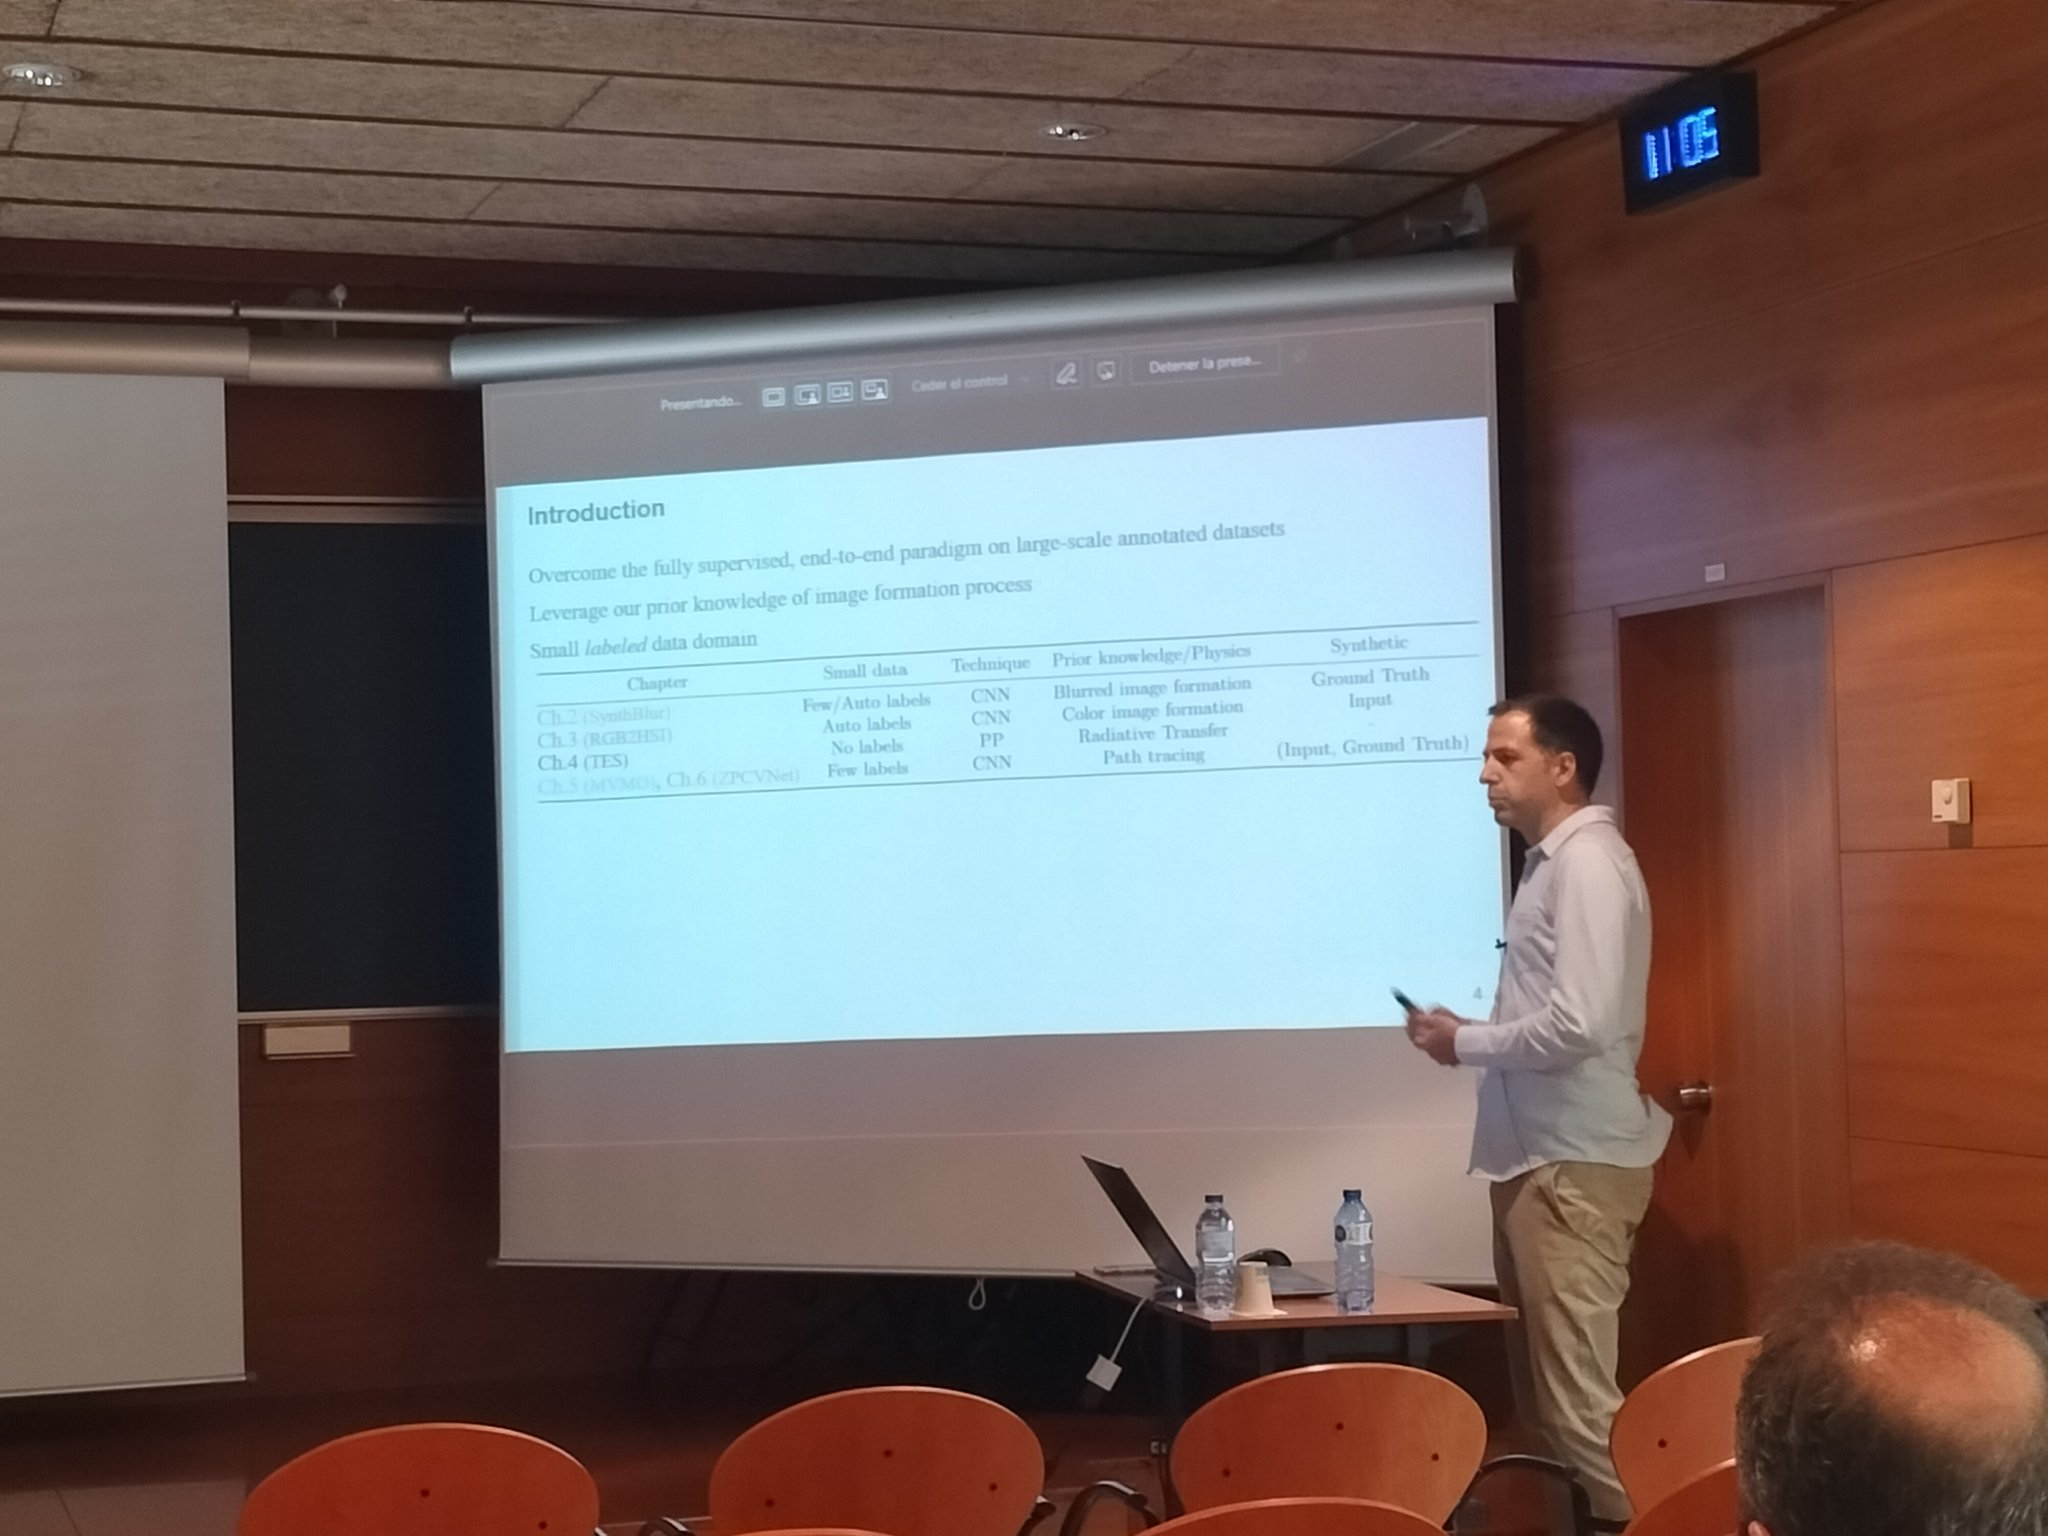 11:05
Presentando... Ceder el control Detener la prese...
Introduction
Overcome the fully supervised, end-to-end paradigm on large-scale annotated datasets
Leverage our prior knowledge of image formation process
Small labeled data domain
Chapter Small data Technique Prior knowledge/Physics Synthetic
Ch.2 (SynthBlur) Few/Auto labels CNN Blurred image formation Ground Truth
Ch.3 (RGB2HSI) Auto labels CNN Color image formation Input
Ch.4 (TES) No labels PP Radiative Transfer -
Ch.5 (MVMO), Ch.6 (ZPCVNet) Few labels CNN Path tracing (Input, Ground Truth)
4